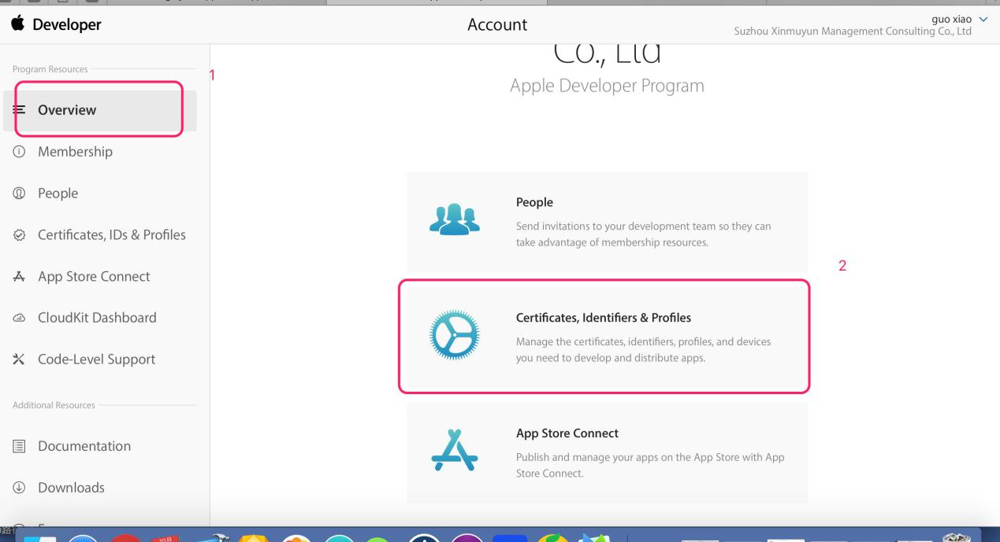 Developer
Account
guo xiao
Suzhou Xinmuyun Management Consulting Co., Ltd
Program Resources
1
Overview
Membership
People
Certificates, IDs & Profiles
App Store Connect
CloudKit Dashboard
Code-Level Support
Additional Resources
Documentation
Downloads
Co., Ltd
Apple Developer Program
People
Send invitations to your development team so they can
take advantage of membership resources.
2
Certificates, Identifiers & Profiles
Manage the certificates, identifiers, profiles, and devices
you need to develop and distribute apps.
App Store Connect
Publish and manage your apps on the App Store with App
Store Connect.
10月